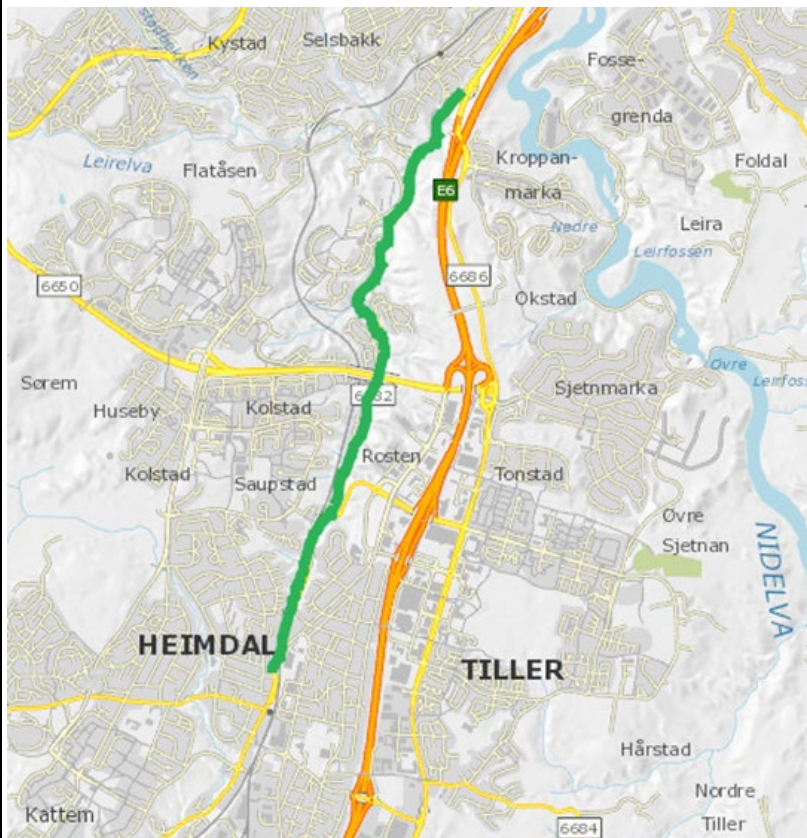 Kystad
Selsbakk
Fosse-
grenda
Leirelva
Flatåsen
Kroppan-
marka
Foldal
E6
Nedre
Leirfossen
Leira
6650
6686
Okstad
Øvre
Leirfoss
Sørem
Huseby
Kolstad
Sjetnmarka
Kolstad
Saupstad
Rosten
Tonstad
Øvre
Sjetnan
NIDELVA
HEIMDAL
TILLER
Hårstad
Kattem
Nordre
Tiller
6684